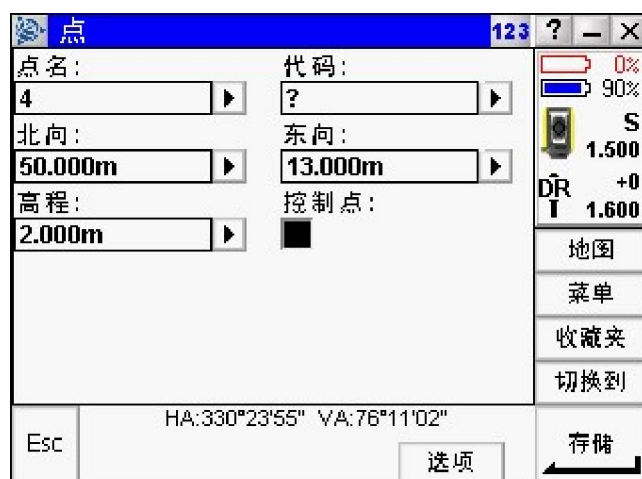 点 123 ? – ×
点名: 代码:
4 ?
北向: 东向:
50.000m 13.000m
高程: 控制点:
2.000m
0%
90%
S
1.500
DR +0
T 1.600
地图
菜单
收藏夹
切换到
HA:330°23'55" VA:76°11'02"
Esc 选项 存储